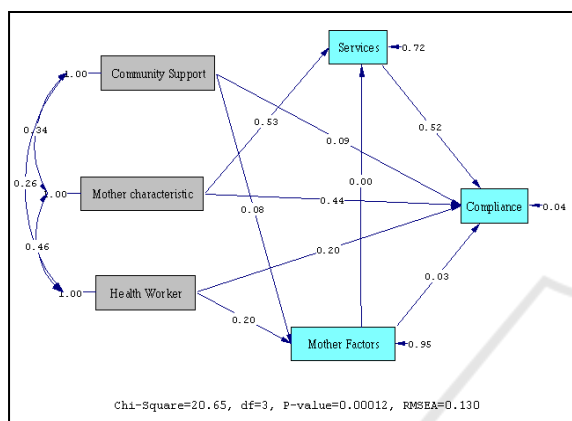 Services
0.72
1.00
Community Support
0.34
0.53
0.09
0.52
0.26
1.00
Mother characteristic
0.44
Compliance
0.04
0.08
0.00
0.46
0.20
0.03
1.00
Health Worker
0.20
Mother Factors
0.95
Chi-Square=20.65, df=3, P-value=0.00012, RMSEA=0.130